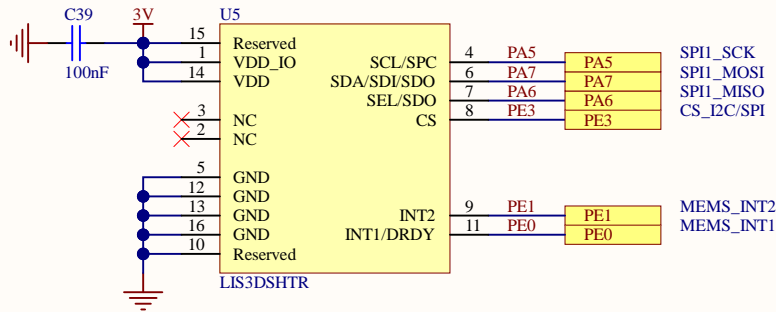 C39
3V
100nF
U5
15 Reserved
1 VDD_IO
14 VDD
3 NC
2 NC
5 GND
12 GND
13 GND
16 GND
10 Reserved
SCL/SPC 4 PA5 PA5 SPI1_SCK
SDA/SDI/SDO 6 PA7 PA7 SPI1_MOSI
SEL/SDO 7 PA6 PA6 SPI1_MISO
CS 8 PE3 PE3 CS_I2C/SPI
INT2 9 PE1 PE1 MEMS_INT2
INT1/DRDY 11 PE0 PE0 MEMS_INT1
LIS3DSHTR